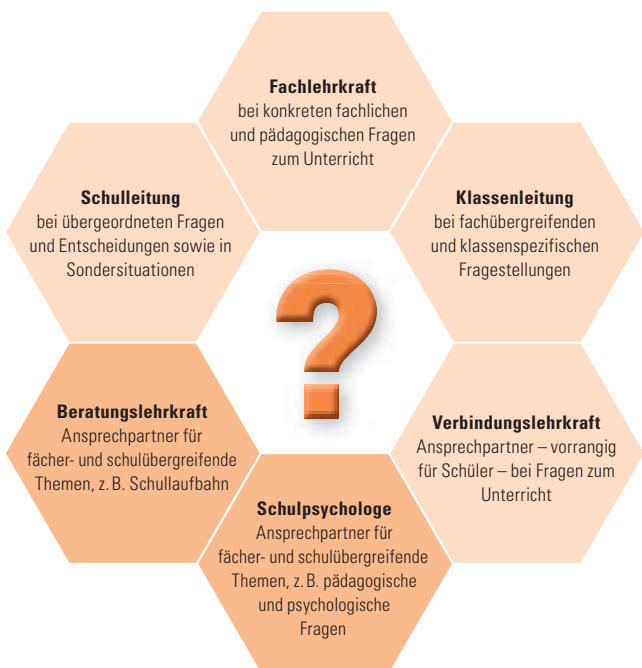 Fachlehrkraft
bei konkreten fachlichen
und pädagogischen Fragen
zum Unterricht
Schulleitung
bei übergeordneten Fragen
und Entscheidungen sowie in
Sondersituationen
Klassenleitung
bei fachübergreifenden
und klassenspezifischen
Fragestellungen
?
Beratungslehrkraft
Ansprechpartner für
fächer- und schulübergreifende
Themen, z. B. Schullaufbahn
Verbindungslehrkraft
Ansprechpartner – vorrangig
für Schüler – bei Fragen zum
Unterricht
Schulpsychologe
Ansprechpartner für
fächer- und schulübergreifende
Themen, z. B. pädagogische
und psychologische
Fragen